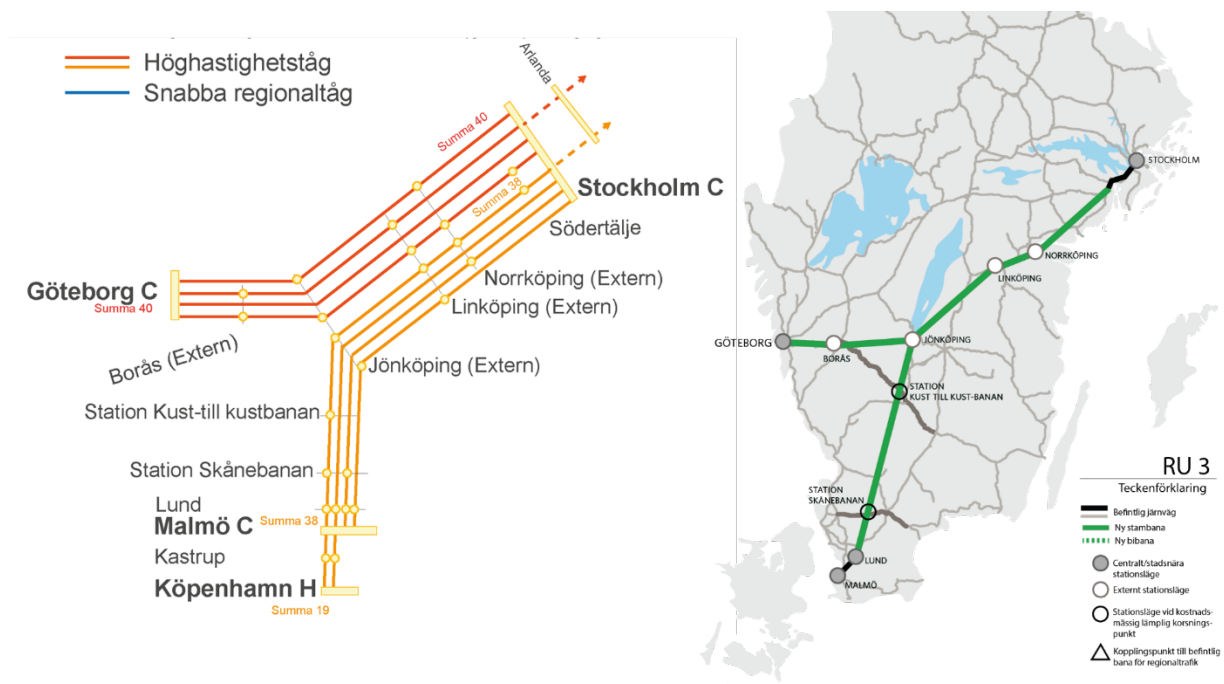 Höghastighetståg
Snabba regionaltåg
Arlanda
Summa 40
Summa 38
Stockholm C
Södertälje
Norrköping (Extern)
Linköping (Extern)
Jönköping (Extern)
Göteborg C
Summa 40
Borås (Extern)
Station Kust-till kustbanan
Station Skånebanan
Lund
Malmö C
Summa 38
Kastrup
Köpenhamn H
Summa 19
STOCKHOLM
NORRKÖPING
LINKÖPING
GÖTEBORG
BORÅS
JÖNKÖPING
STATION
KUST TILL KUST-BANAN
STATION
SKÅNEBANAN
LUND
MALMÖ
RU 3
Teckenförklaring
Befintlig järnväg
Ny stambana
Ny bibana
Centralt/stadsnära
stationsläge
Externt stationsläge
Stationsläge vid kostnads-
mässig lämplig korsnings-
punkt
Kopplingspunkt till befintlig
bana för regionaltrafik